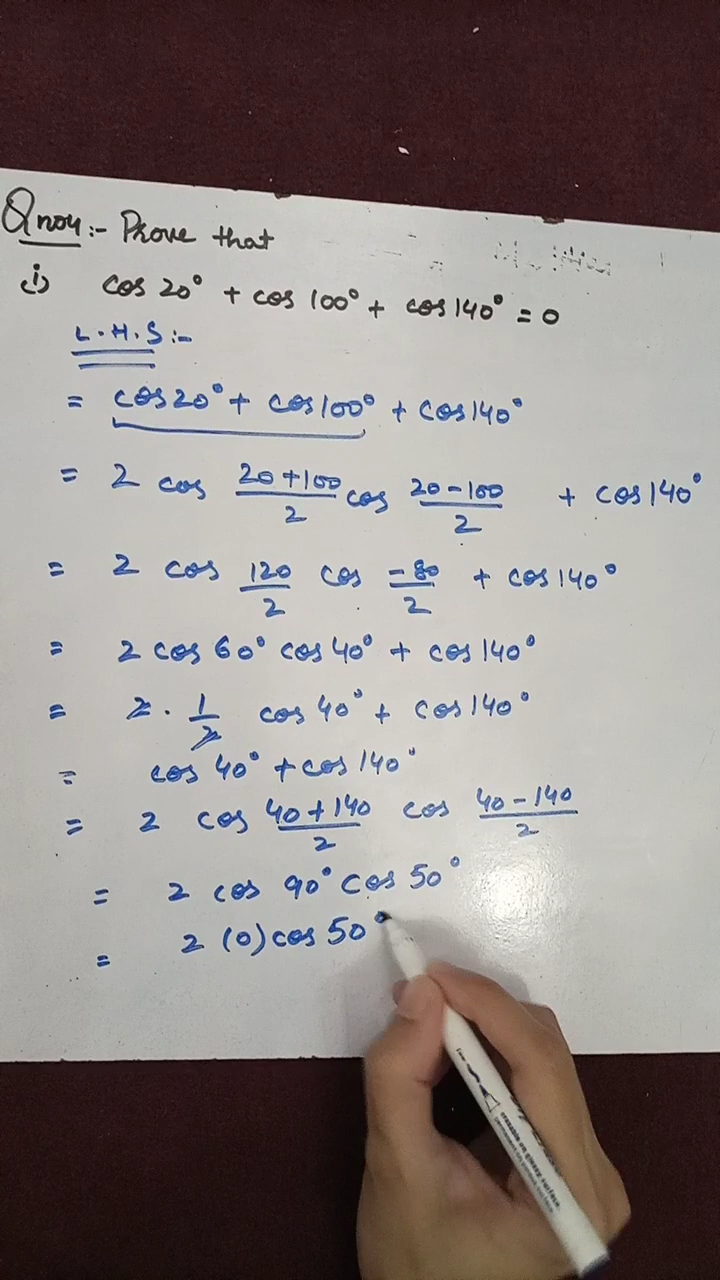 Q no 4:- Prove that
i) cos 20° + cos 100° + cos 140° = 0
L.H.S:-
= cos 20° + cos 100° + cos 140°
= 2 cos (20+100)/2 cos (20-100)/2 + cos 140°
= 2 cos 120/2 cos -80/2 + cos 140°
= 2 cos 60° cos 40° + cos 140°
= 2 · 1/2 cos 40° + cos 140°
= cos 40° + cos 140°
= 2 cos (40+140)/2 cos (40-140)/2
= 2 cos 90° cos 50°
= 2 (0) cos 50°